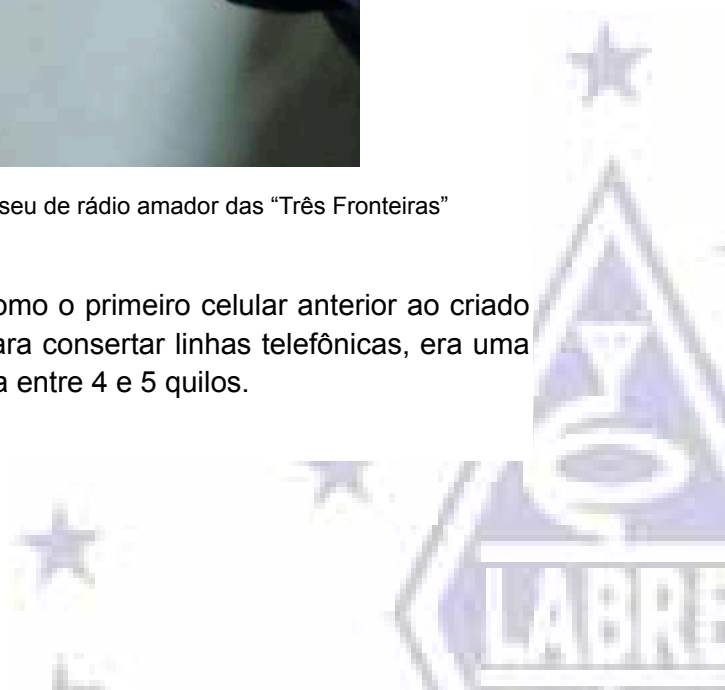 seu de rádio amador das “Três Fronteiras”
omo o primeiro celular anterior ao criado
ara consertar linhas telefônicas, era uma
a entre 4 e 5 quilos.
LABRE